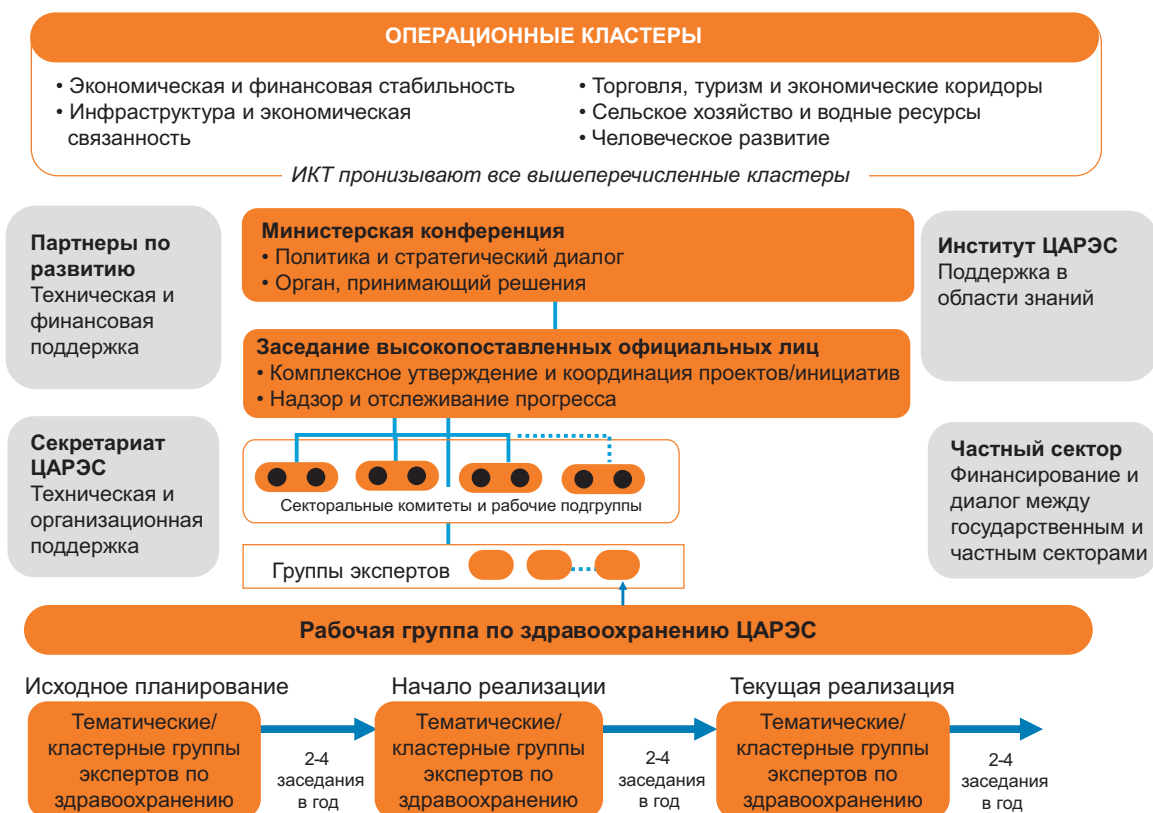 ОПЕРАЦИОННЫЕ КЛАСТЕРЫ
• Экономическая и финансовая стабильность
• Инфраструктура и экономическая
связанность
• Торговля, туризм и экономические коридоры
• Сельское хозяйство и водные ресурсы
• Человеческое развитие
ИКТ пронизывают все вышеперечисленные кластеры
Партнеры по
развитию
Техническая и
финансовая
поддержка
Министерская конференция
• Политика и стратегический диалог
• Орган, принимающий решения
Институт ЦАРЭС
Поддержка в
области знаний
Заседание высокопоставленных официальных лиц
• Комплексное утверждение и координация проектов/инициатив
• Надзор и отслеживание прогресса
Секретариат
ЦАРЭС
Техническая и
организационная
поддержка
Секторальные комитеты и рабочие подгруппы
Частный сектор
Финансирование и
диалог между
государственным и
частным секторами
Группы экспертов
Рабочая группа по здравоохранению ЦАРЭС
Исходное планирование
Тематические/
кластерные группы
экспертов по
здравоохранению
2-4
заседания
в год
Начало реализации
Тематические/
кластерные группы
экспертов по
здравоохранению
2-4
заседания
в год
Текущая реализация
Тематические/
кластерные группы
экспертов по
здравоохранению
2-4
заседания
в год